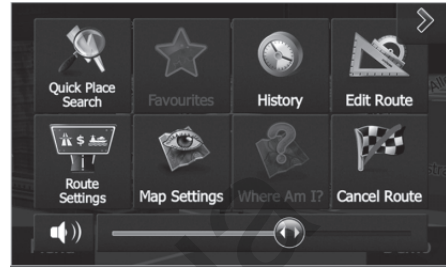 Quick Place
Search
Favourites
History
Edit Route
Route
Settings
Map Settings
Where Am I?
Cancel Route